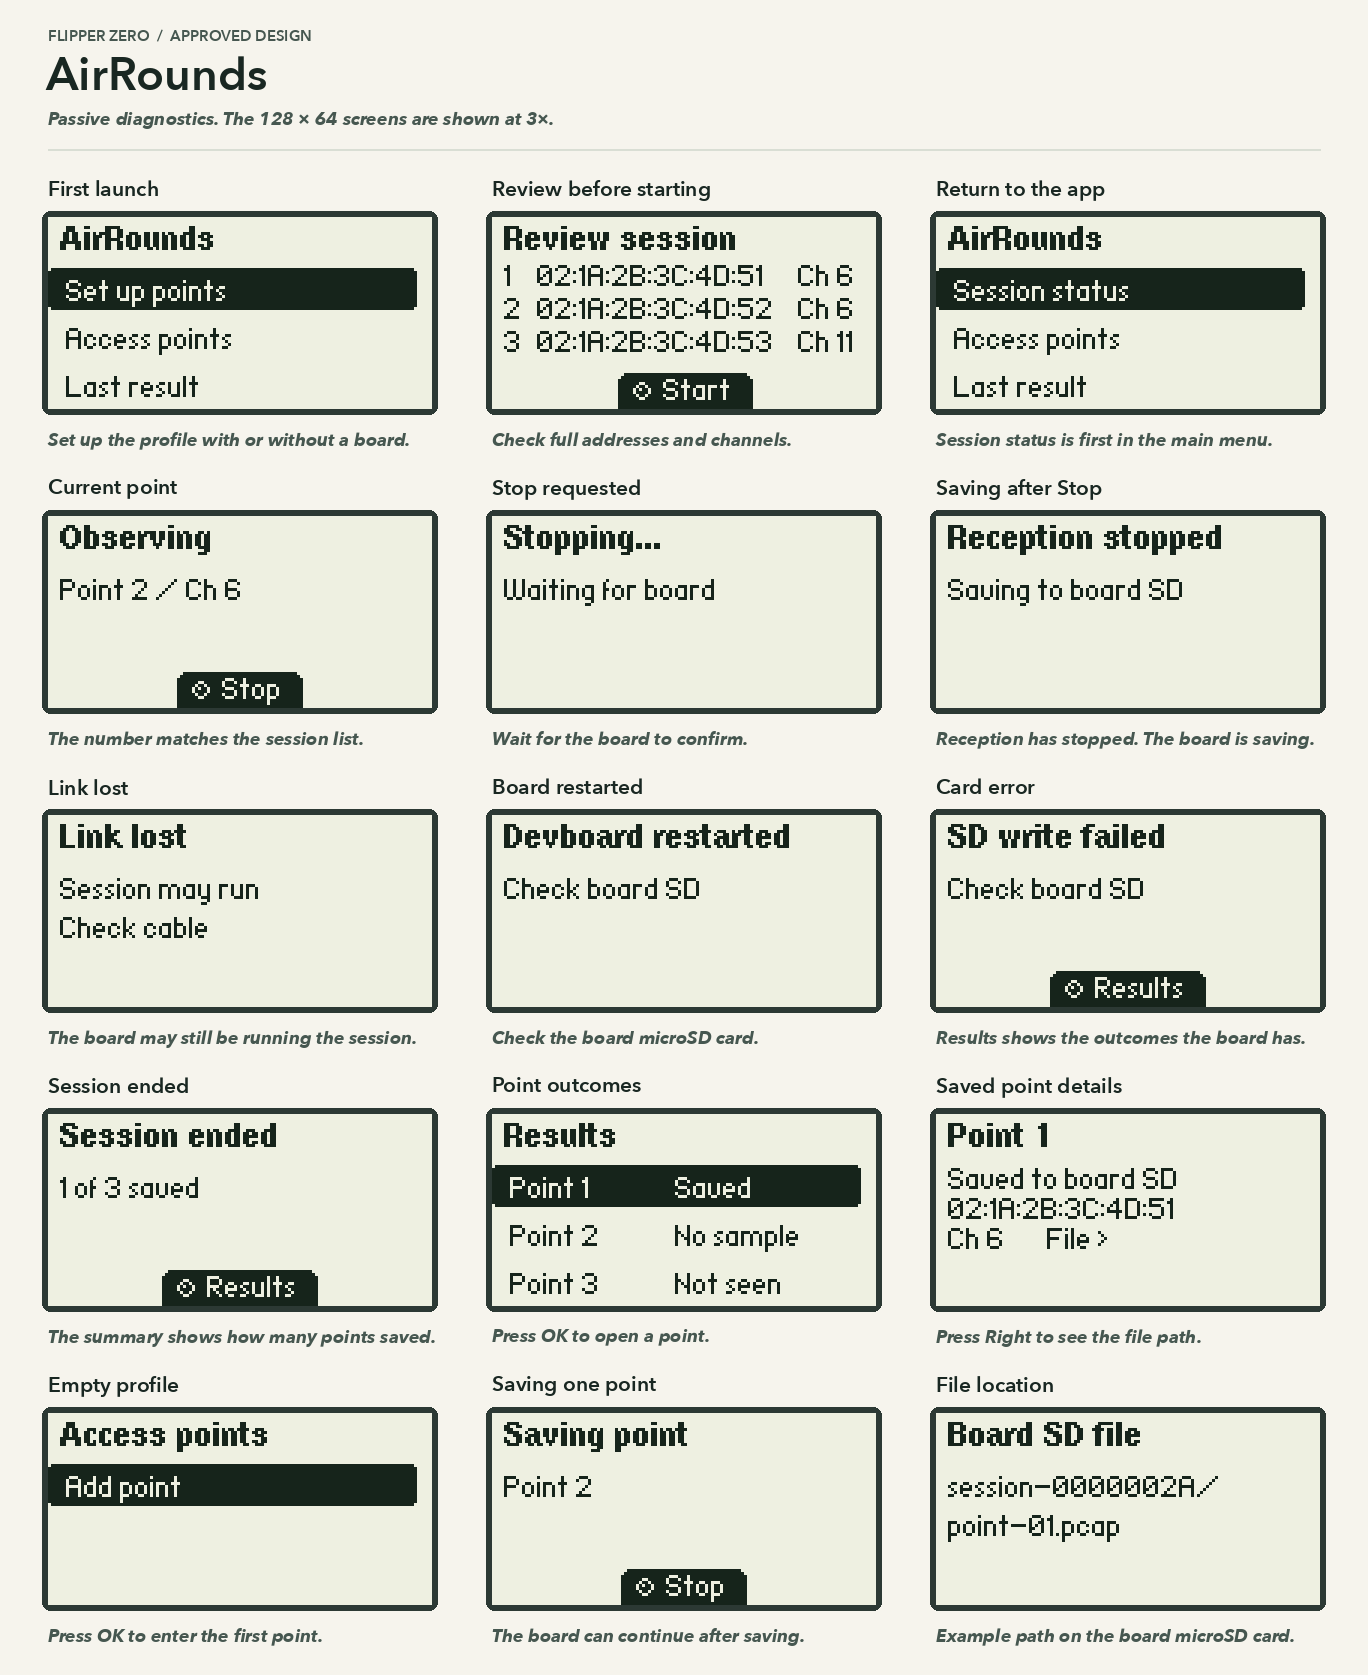 FLIPPER ZERO / APPROVED DESIGN
AirRounds
Passive diagnostics. The 128 × 64 screens are shown at 3×.
First launch
AirRounds
Set up points
Access points
Last result
Set up the profile with or without a board.
Review before starting
Review session
1 02:1A:2B:3C:4D:51 Ch 6
2 02:1A:2B:3C:4D:52 Ch 6
3 02:1A:2B:3C:4D:53 Ch 11
Start
Check full addresses and channels.
Return to the app
AirRounds
Session status
Access points
Last result
Session status is first in the main menu.
Current point
Observing
Point 2 / Ch 6
Stop
The number matches the session list.
Stop requested
Stopping...
Waiting for board
Wait for the board to confirm.
Saving after Stop
Reception stopped
Saving to board SD
Reception has stopped. The board is saving.
Link lost
Link lost
Session may run
Check cable
The board may still be running the session.
Board restarted
Devboard restarted
Check board SD
Check the board microSD card.
Card error
SD write failed
Check board SD
Results
Results shows the outcomes the board has.
Session ended
Session ended
1 of 3 saved
Results
The summary shows how many points saved.
Point outcomes
Results
Point 1 Saved
Point 2 No sample
Point 3 Not seen
Press OK to open a point.
Saved point details
Point 1
Saved to board SD
02:1A:2B:3C:4D:51
Ch 6 File >
Press Right to see the file path.
Empty profile
Access points
Add point
Press OK to enter the first point.
Saving one point
Saving point
Point 2
Stop
The board can continue after saving.
File location
Board SD file
session-0000002A/
point-01.pcap
Example path on the board microSD card.